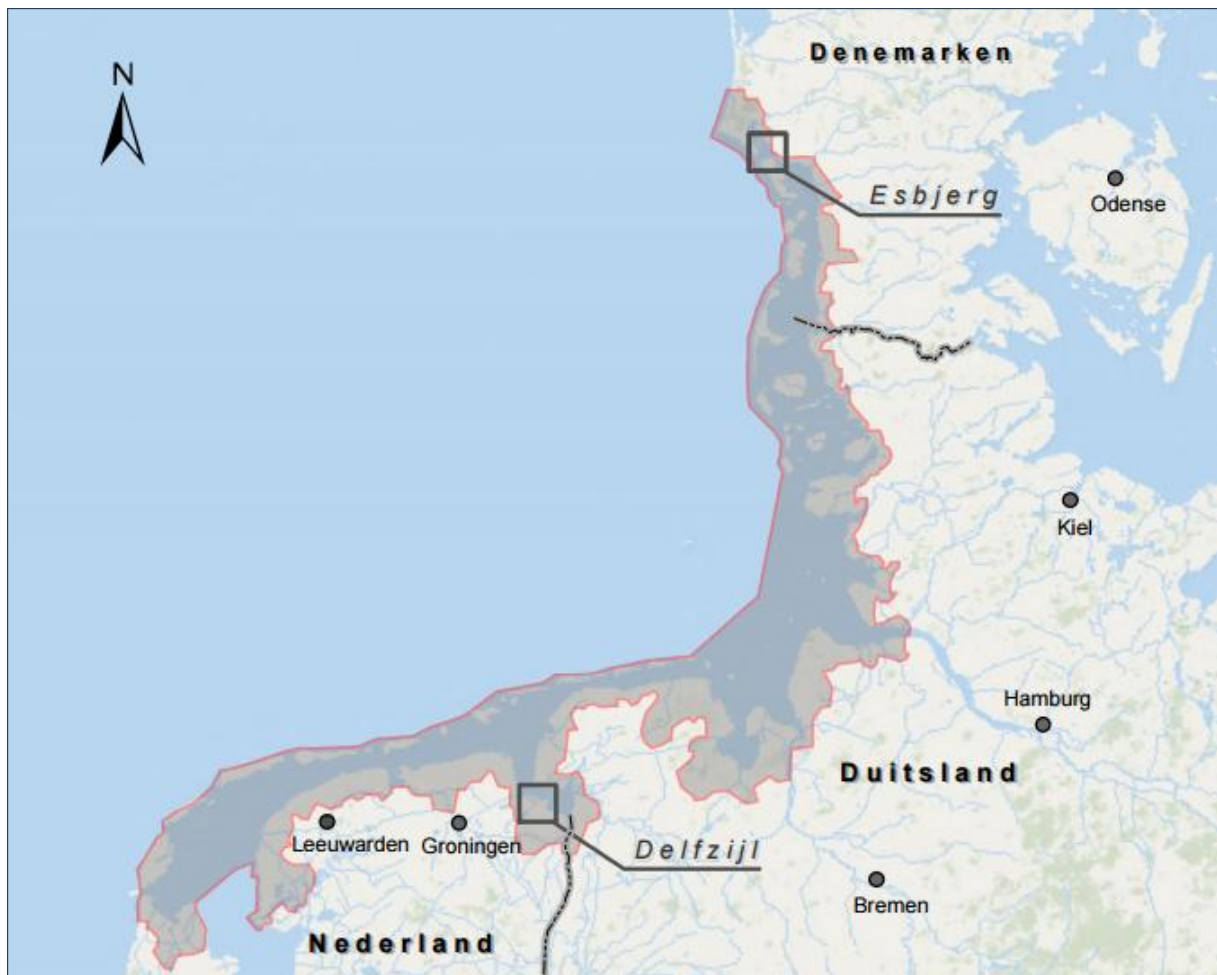 Denemarken
N
Esbjerg
Odense
Kiel
Hamburg
Duitsland
Leeuwarden
Groningen
Delfzijl
Bremen
Nederland